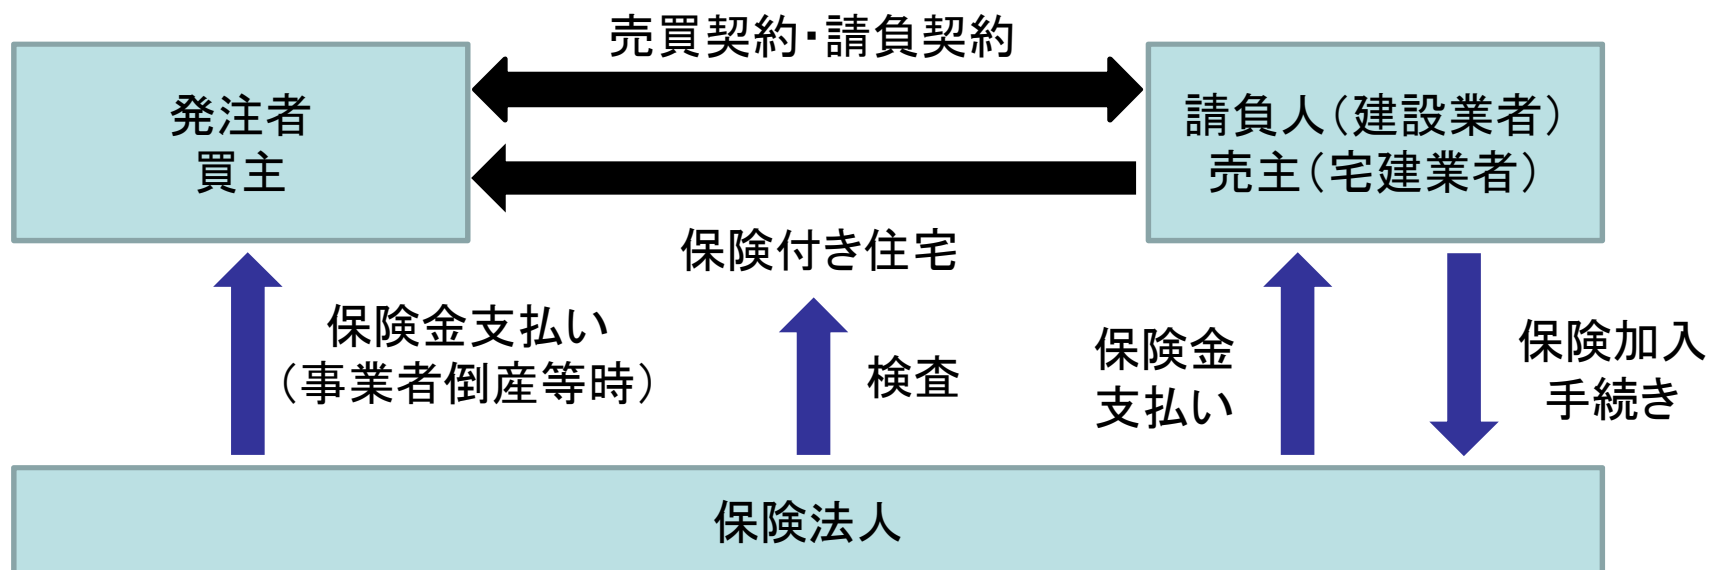 売買契約・請負契約
発注者
買主
請負人（建設業者）
売主（宅建業者）
保険付き住宅
保険金支払い
（事業者倒産等時）
検査
保険金
支払い
保険加入
手続き
保険法人